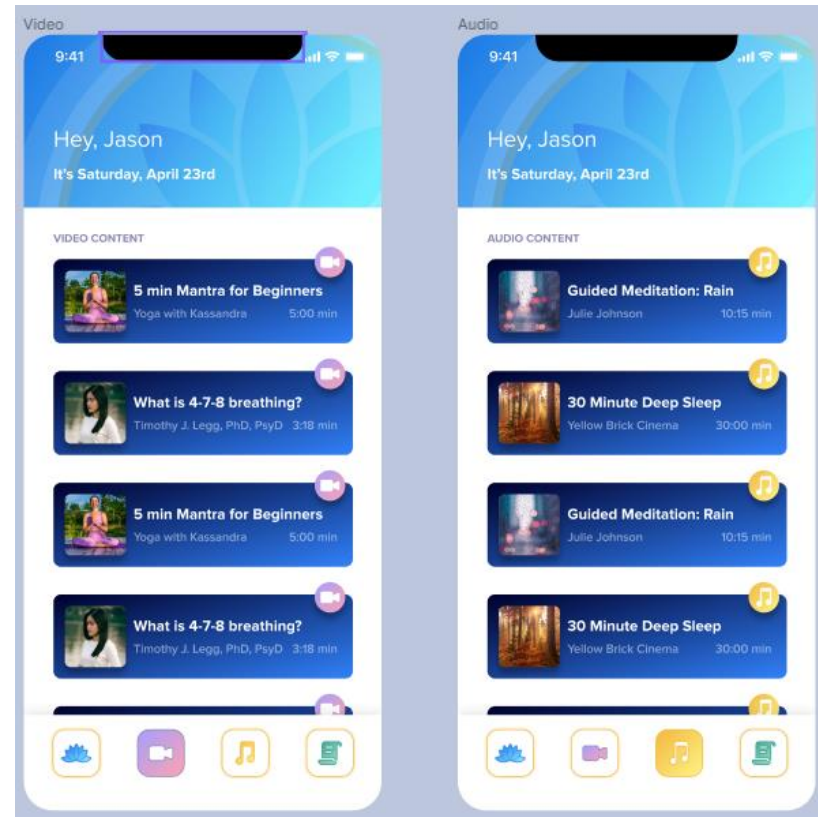 Video
9:41
Hey, Jason
It's Saturday, April 23rd
VIDEO CONTENT
5 min Mantra for Beginners
Yoga with Kassandra 5:00 min
What is 4-7-8 breathing?
Timothy J. Legg, PhD, PsyD 3:18 min
5 min Mantra for Beginners
Yoga with Kassandra 5:00 min
What is 4-7-8 breathing?
Timothy J. Legg, PhD, PsyD 3:18 min
Audio
9:41
Hey, Jason
It's Saturday, April 23rd
AUDIO CONTENT
Guided Meditation: Rain
Julie Johnson 10:15 min
30 Minute Deep Sleep
Yellow Brick Cinema 30:00 min
Guided Meditation: Rain
Julie Johnson 10:15 min
30 Minute Deep Sleep
Yellow Brick Cinema 30:00 min